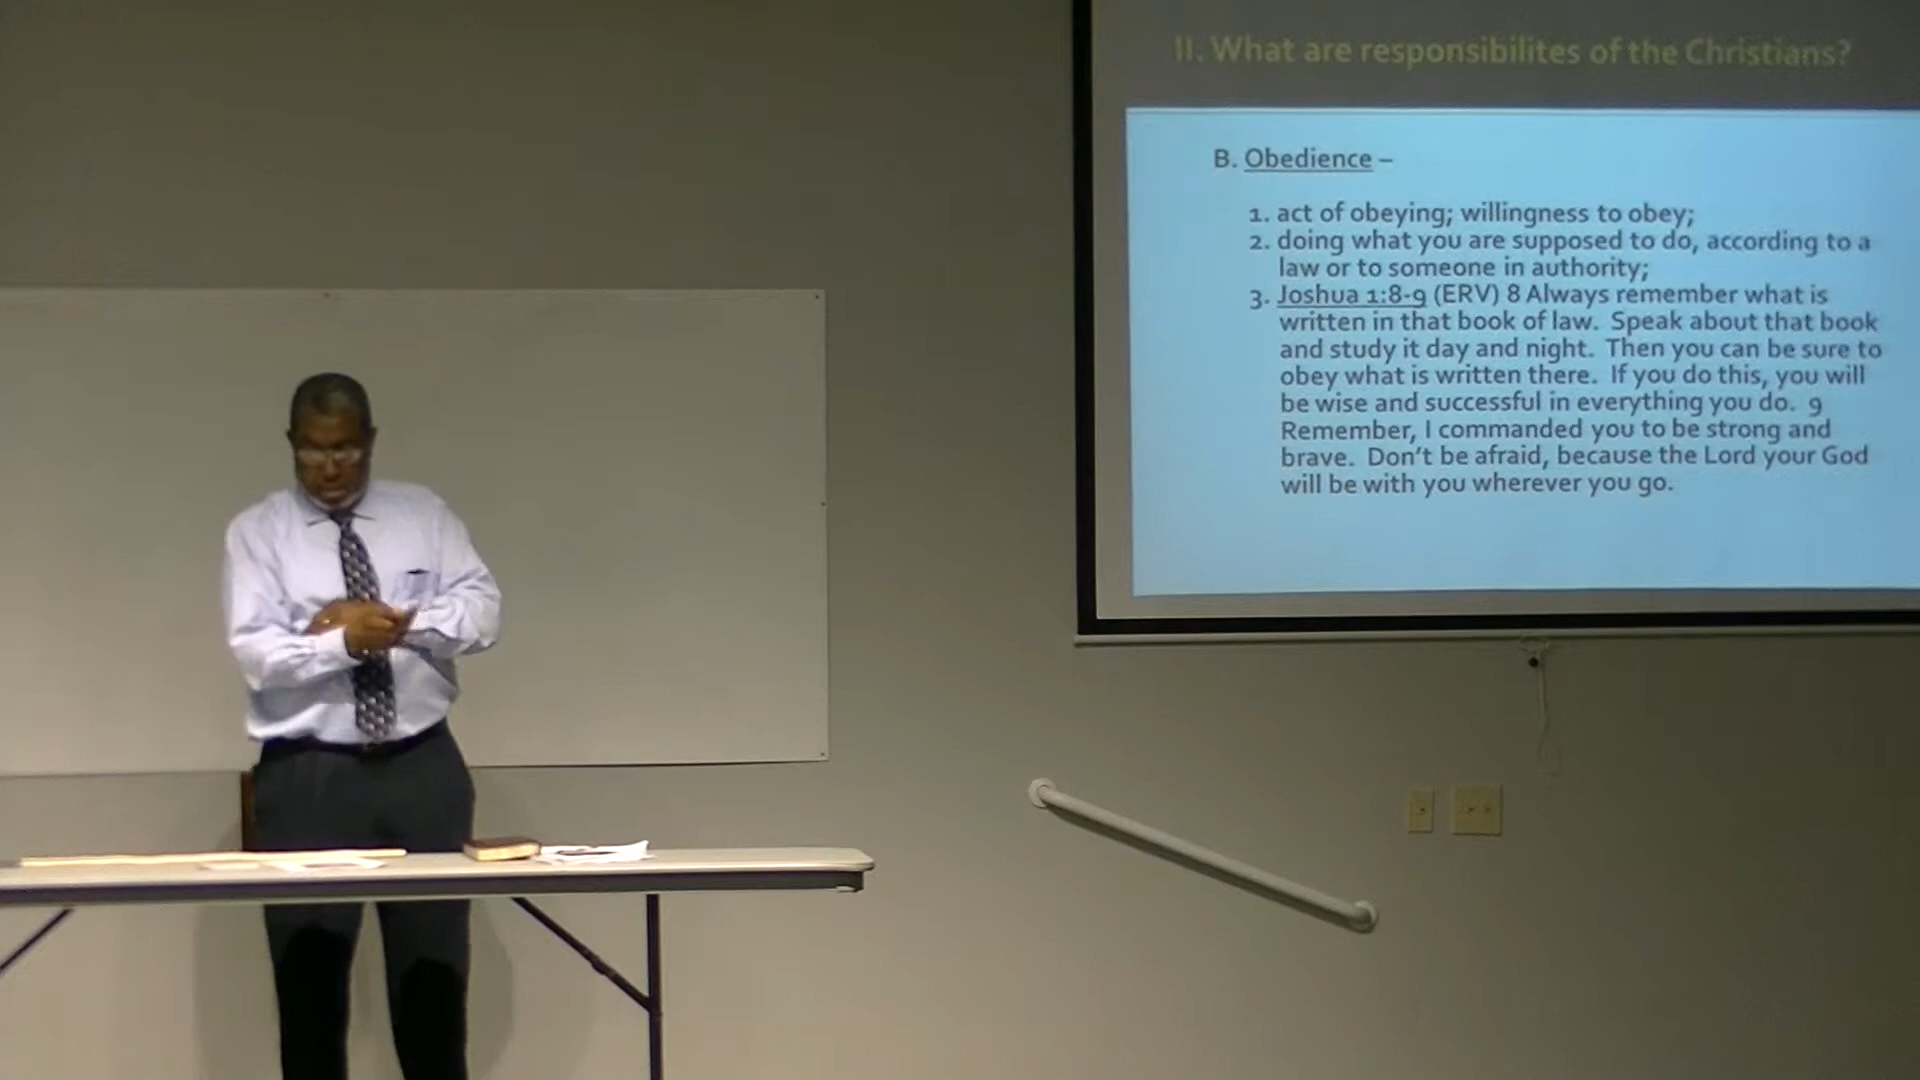 II. What are responsibilites of the Christians?
B. Obedience –
1. act of obeying; willingness to obey;
2. doing what you are supposed to do, according to a
law or to someone in authority;
3. Joshua 1:8-9 (ERV) 8 Always remember what is
written in that book of law. Speak about that book
and study it day and night. Then you can be sure to
obey what is written there. If you do this, you will
be wise and successful in everything you do. 9
Remember, I commanded you to be strong and
brave. Don't be afraid, because the Lord your God
will be with you wherever you go.